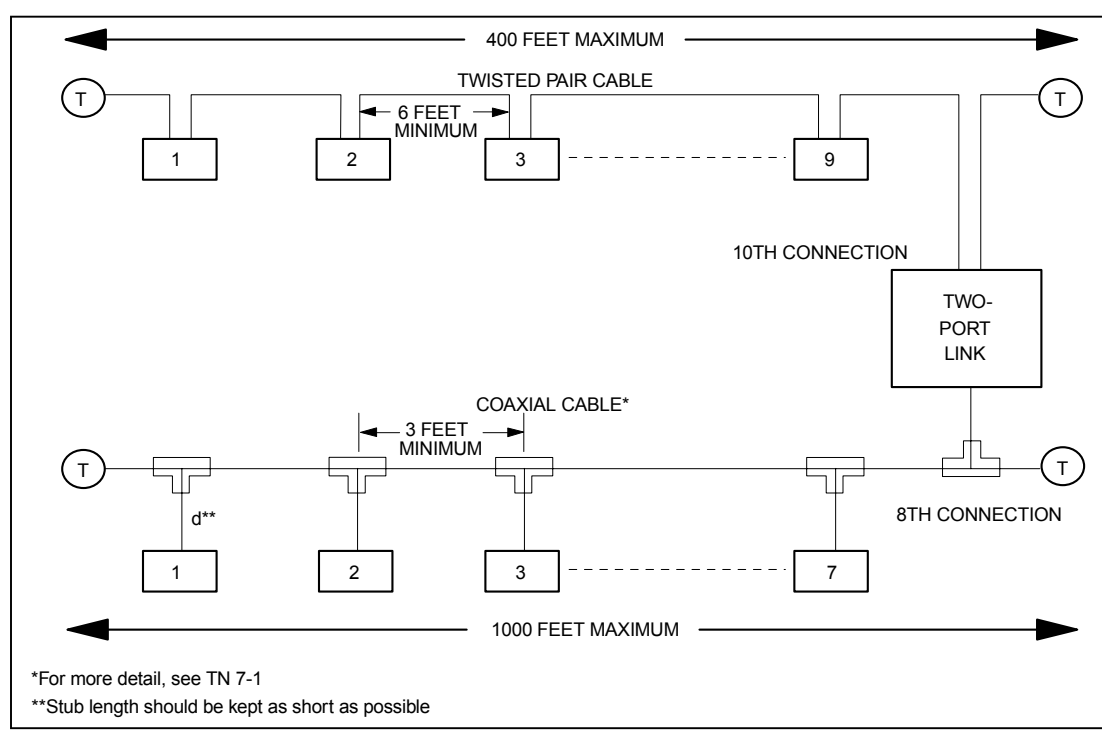 400 FEET MAXIMUM
TWISTED PAIR CABLE
T
T
6 FEET
MINIMUM
1
2
3
9
10TH CONNECTION
TWO-
PORT
LINK
COAXIAL CABLE*
3 FEET
MINIMUM
T
T
d**
8TH CONNECTION
1
2
3
7
1000 FEET MAXIMUM
*For more detail, see TN 7-1
**Stub length should be kept as short as possible